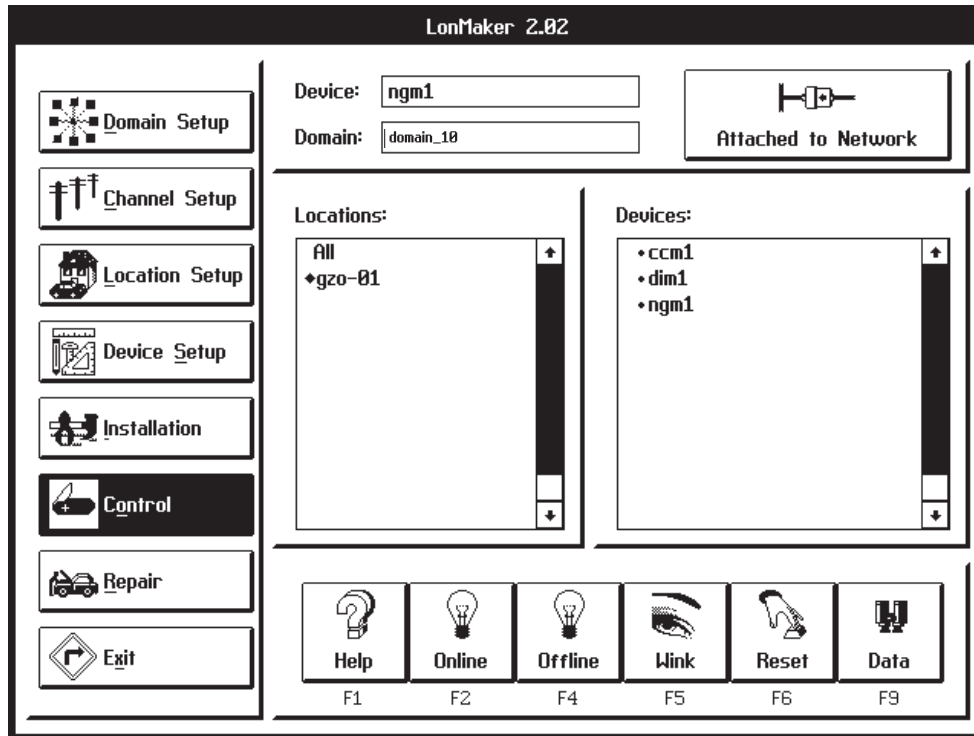 LonMaker 2.02
Domain Setup
Channel Setup
Location Setup
Device Setup
Installation
Control
Repair
Exit
Device: ngm1
Domain: domain_10
Attached to Network
Locations:
All
gzo-01
Devices:
ccm1
dim1
ngm1
Help Online Offline Wink Reset Data
F1 F2 F4 F5 F6 F9